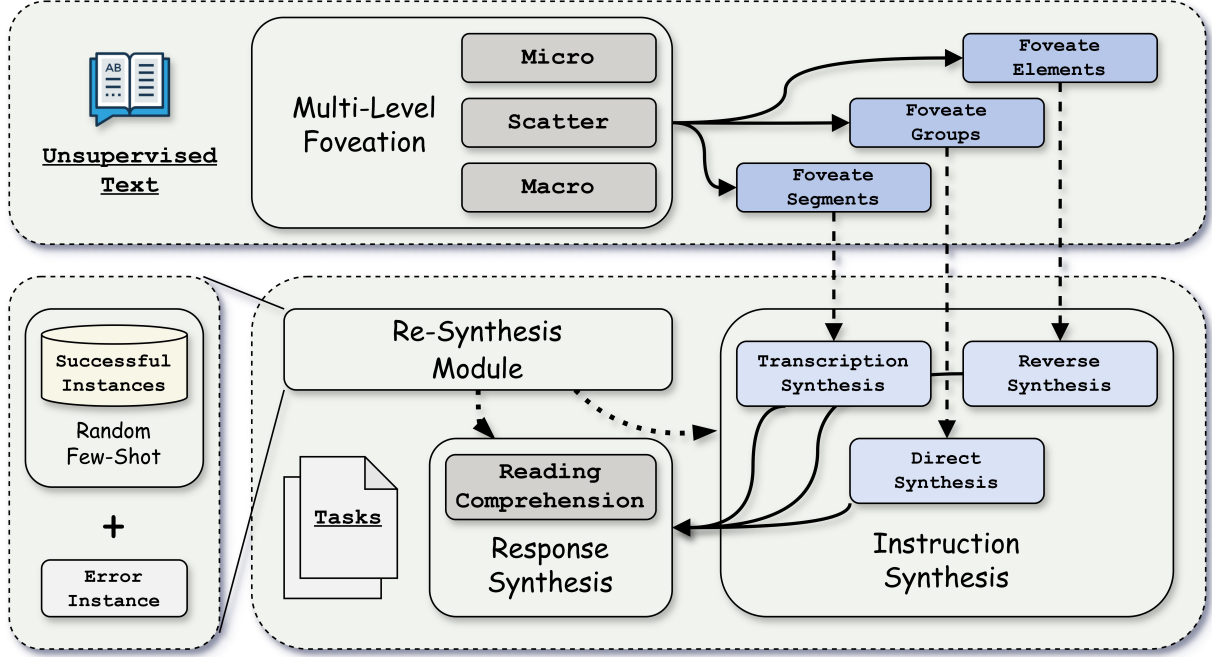 AB
Unsupervised
Text
Multi-Level
Foveation
Micro
Scatter
Macro
Foveate
Elements
Foveate
Groups
Foveate
Segments
Successful
Instances
Random
Few-Shot
+
Error
Instance
Re-Synthesis
Module
Tasks
Reading
Comprehension
Response
Synthesis
Transcription
Synthesis
Reverse
Synthesis
Direct
Synthesis
Instruction
Synthesis